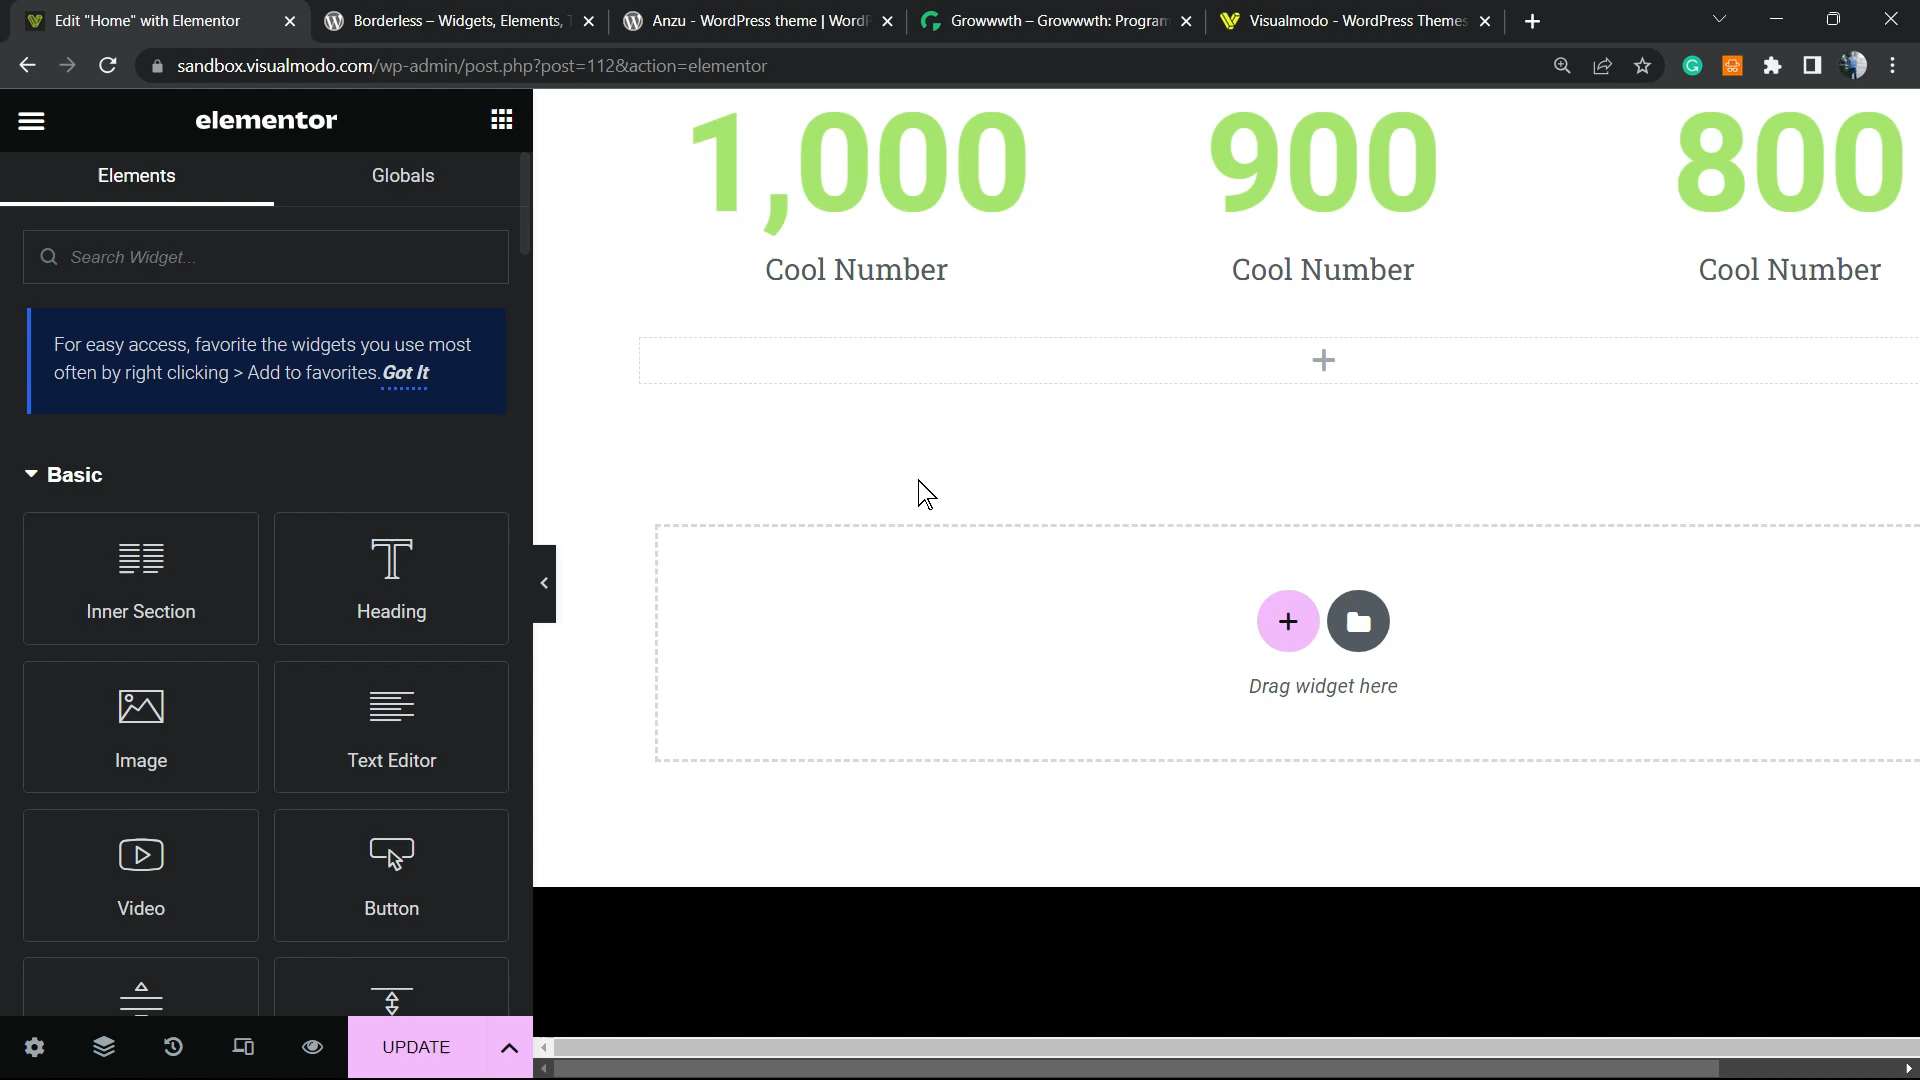 Edit "Home" with Elementor
Borderless – Widgets, Elements,
Anzu - WordPress theme | Word
Growwwth – Growwwth: Program
Visualmodo - WordPress Themes
sandbox.visualmodo.com/wp-admin/post.php?post=112&action=elementor
elementor
Elements
Globals
Search Widget...
For easy access, favorite the widgets you use most
often by right clicking > Add to favorites. Got It
Basic
Inner Section
Heading
Image
Text Editor
Video
Button
UPDATE
1,000
900
800
Cool Number
Cool Number
Cool Number
Drag widget here